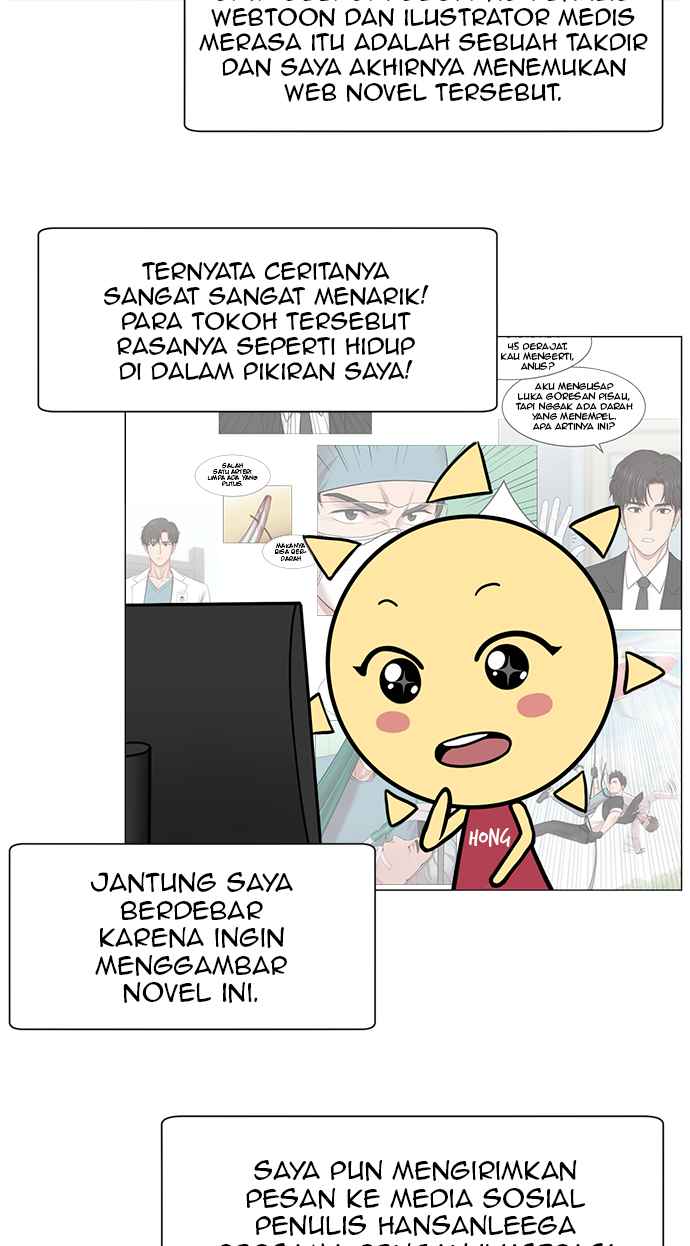 WEBTOON DAN ILUSTRATOR MEDIS
MERASA ITU ADALAH SEBUAH TAKDIR
DAN SAYA AKHIRNYA MENEMUKAN
WEB NOVEL TERSEBUT.
TERNYATA CERITANYA
SANGAT SANGAT MENARIK!
PARA TOKOH TERSEBUT
RASANYA SEPERTI HIDUP
DI DALAM PIKIRAN SAYA!
45 DERAJAT.
KAU MENGERTI,
ANUS?
AKU MENGUSAP
LUKA GORESAN PISAU,
TAPI NGGAK ADA DARAH
YANG MENEMPEL.
APA ARTINYA INI?
SALAH
SATU ARTERI
LIMPA ADA YANG
PUTUS.
MAKANYA
BISA BER-
DARAH
HONG
JANTUNG SAYA
BERDEBAR
KARENA INGIN
MENGGAMBAR
NOVEL INI.
SAYA PUN MENGIRIMKAN
PESAN KE MEDIA SOSIAL
PENULIS HANSANLEEGA